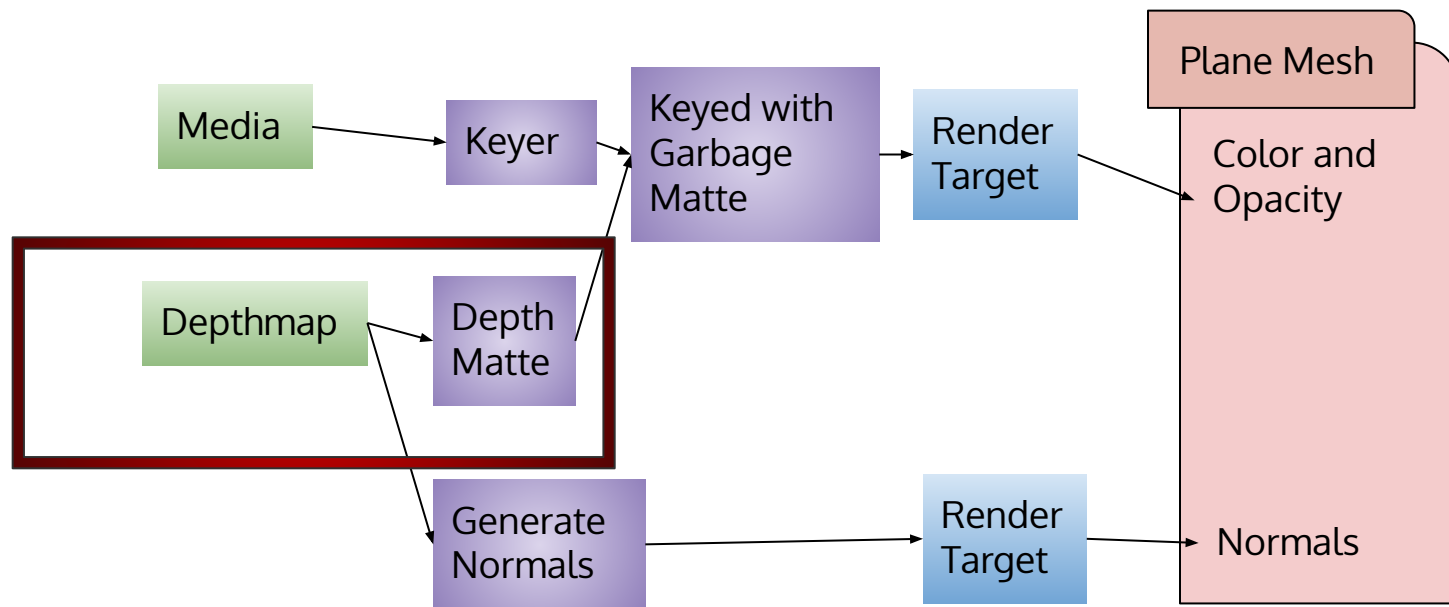 Plane Mesh
Media
Keyer
Keyed with
Garbage
Matte
Render
Target
Color and
Opacity
Depthmap
Depth
Matte
Generate
Normals
Render
Target
Normals